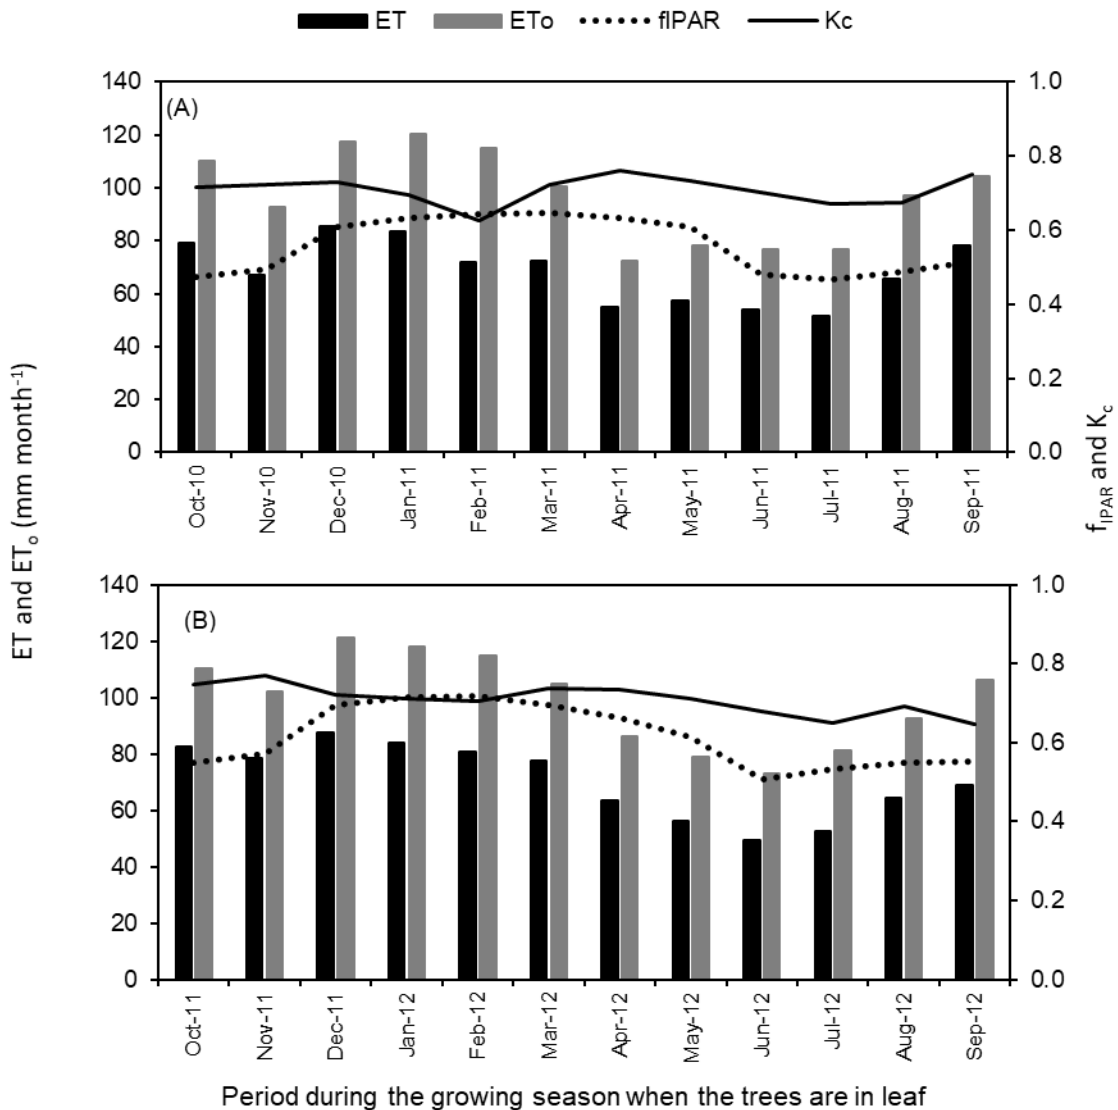 ET ETo fIPAR Kc
(A)
140
120
100
80
60
40
20
0
1.0
0.8
0.6
0.4
0.2
0.0
Oct-10
Nov-10
Dec-10
Jan-11
Feb-11
Mar-11
Apr-11
May-11
Jun-11
Jul-11
Aug-11
Sep-11
ET and ETo (mm month-1)
fIPAR and Kc
(B)
140
120
100
80
60
40
20
0
1.0
0.8
0.6
0.4
0.2
0.0
Oct-11
Nov-11
Dec-11
Jan-12
Feb-12
Mar-12
Apr-12
May-12
Jun-12
Jul-12
Aug-12
Sep-12
Period during the growing season when the trees are in leaf